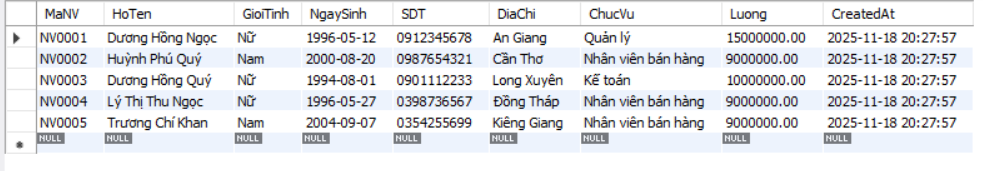 MaNV HoTen GioiTinh NgaySinh SDT DiaChi ChucVu Luong CreatedAt
NV0001 Dương Hồng Ngọc Nữ 1996-05-12 0912345678 An Giang Quản lý 15000000.00 2025-11-18 20:27:57
NV0002 Huỳnh Phú Quý Nam 2000-08-20 0987654321 Cần Thơ Nhân viên bán hàng 9000000.00 2025-11-18 20:27:57
NV0003 Dương Hồng Quý Nữ 1994-08-01 0901112233 Long Xuyên Kế toán 10000000.00 2025-11-18 20:27:57
NV0004 Lý Thị Thu Ngọc Nữ 1996-05-27 0398736567 Đồng Tháp Nhân viên bán hàng 9000000.00 2025-11-18 20:27:57
NV0005 Trương Chí Khan Nam 2004-09-07 0354255699 Kiêng Giang Nhân viên bán hàng 9000000.00 2025-11-18 20:27:57
NULL NULL NULL NULL NULL NULL NULL NULL NULL